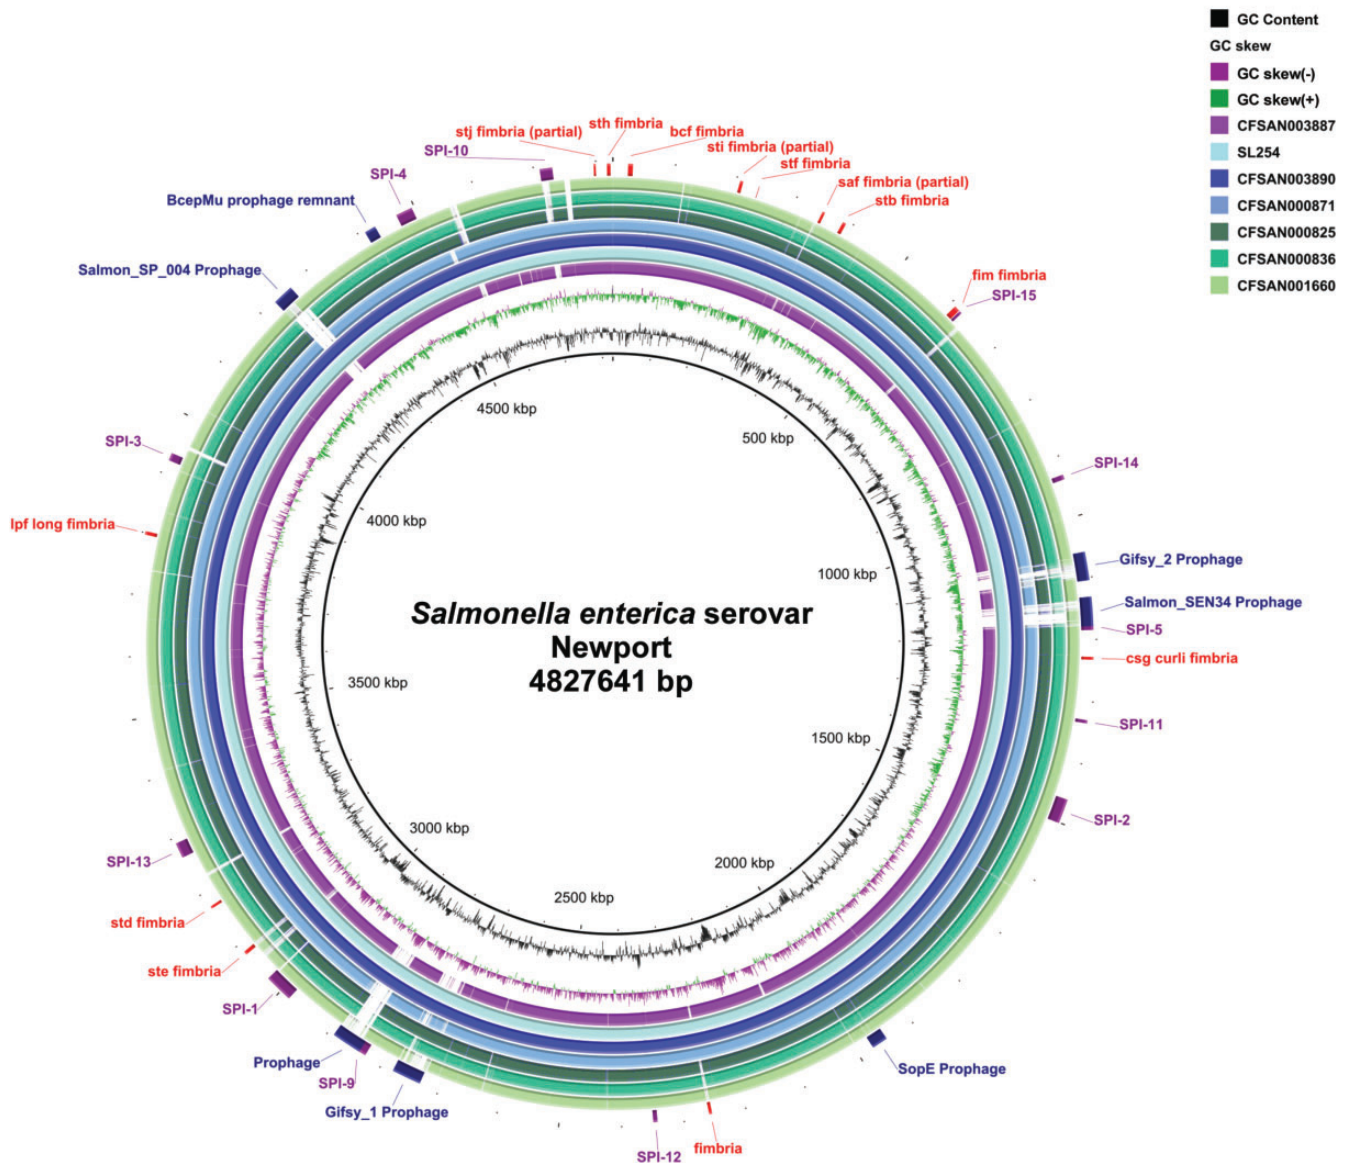 GC Content
GC skew
GC skew(-)
GC skew(+)
CFSAN003887
SL254
CFSAN003890
CFSAN000871
CFSAN000825
CFSAN000836
CFSAN001660
stj fimbria (partial)
sth fimbria
bcf fimbria
sti fimbria (partial)
stf fimbria
saf fimbria (partial)
stb fimbria
SPI-10
SPI-4
BcepMu prophage remnant
Salmon_SP_004 Prophage
fim fimbria
SPI-15
SPI-3
SPI-14
lpf long fimbria
Gifsy_2 Prophage
Salmon_SEN34 Prophage
SPI-5
csg curli fimbria
SPI-11
SPI-2
SPI-13
std fimbria
ste fimbria
SPI-1
Prophage
SPI-9
Gifsy_1 Prophage
SopE Prophage
SPI-12
fimbria
4500 kbp
500 kbp
4000 kbp
1000 kbp
3500 kbp
1500 kbp
3000 kbp
2000 kbp
2500 kbp
Salmonella enterica serovar
Newport
4827641 bp